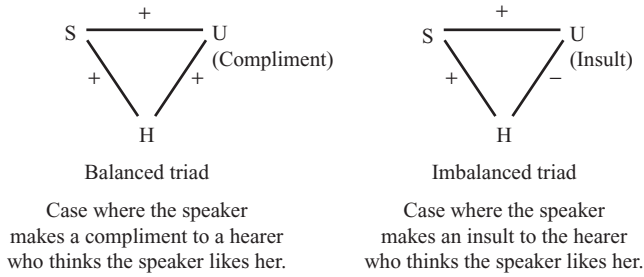 +
S U
(Compliment)
+ +
H
Balanced triad
Case where the speaker
makes a compliment to a hearer
who thinks the speaker likes her.
+
S U
(Insult)
+ −
H
Imbalanced triad
Case where the speaker
makes an insult to the hearer
who thinks the speaker likes her.